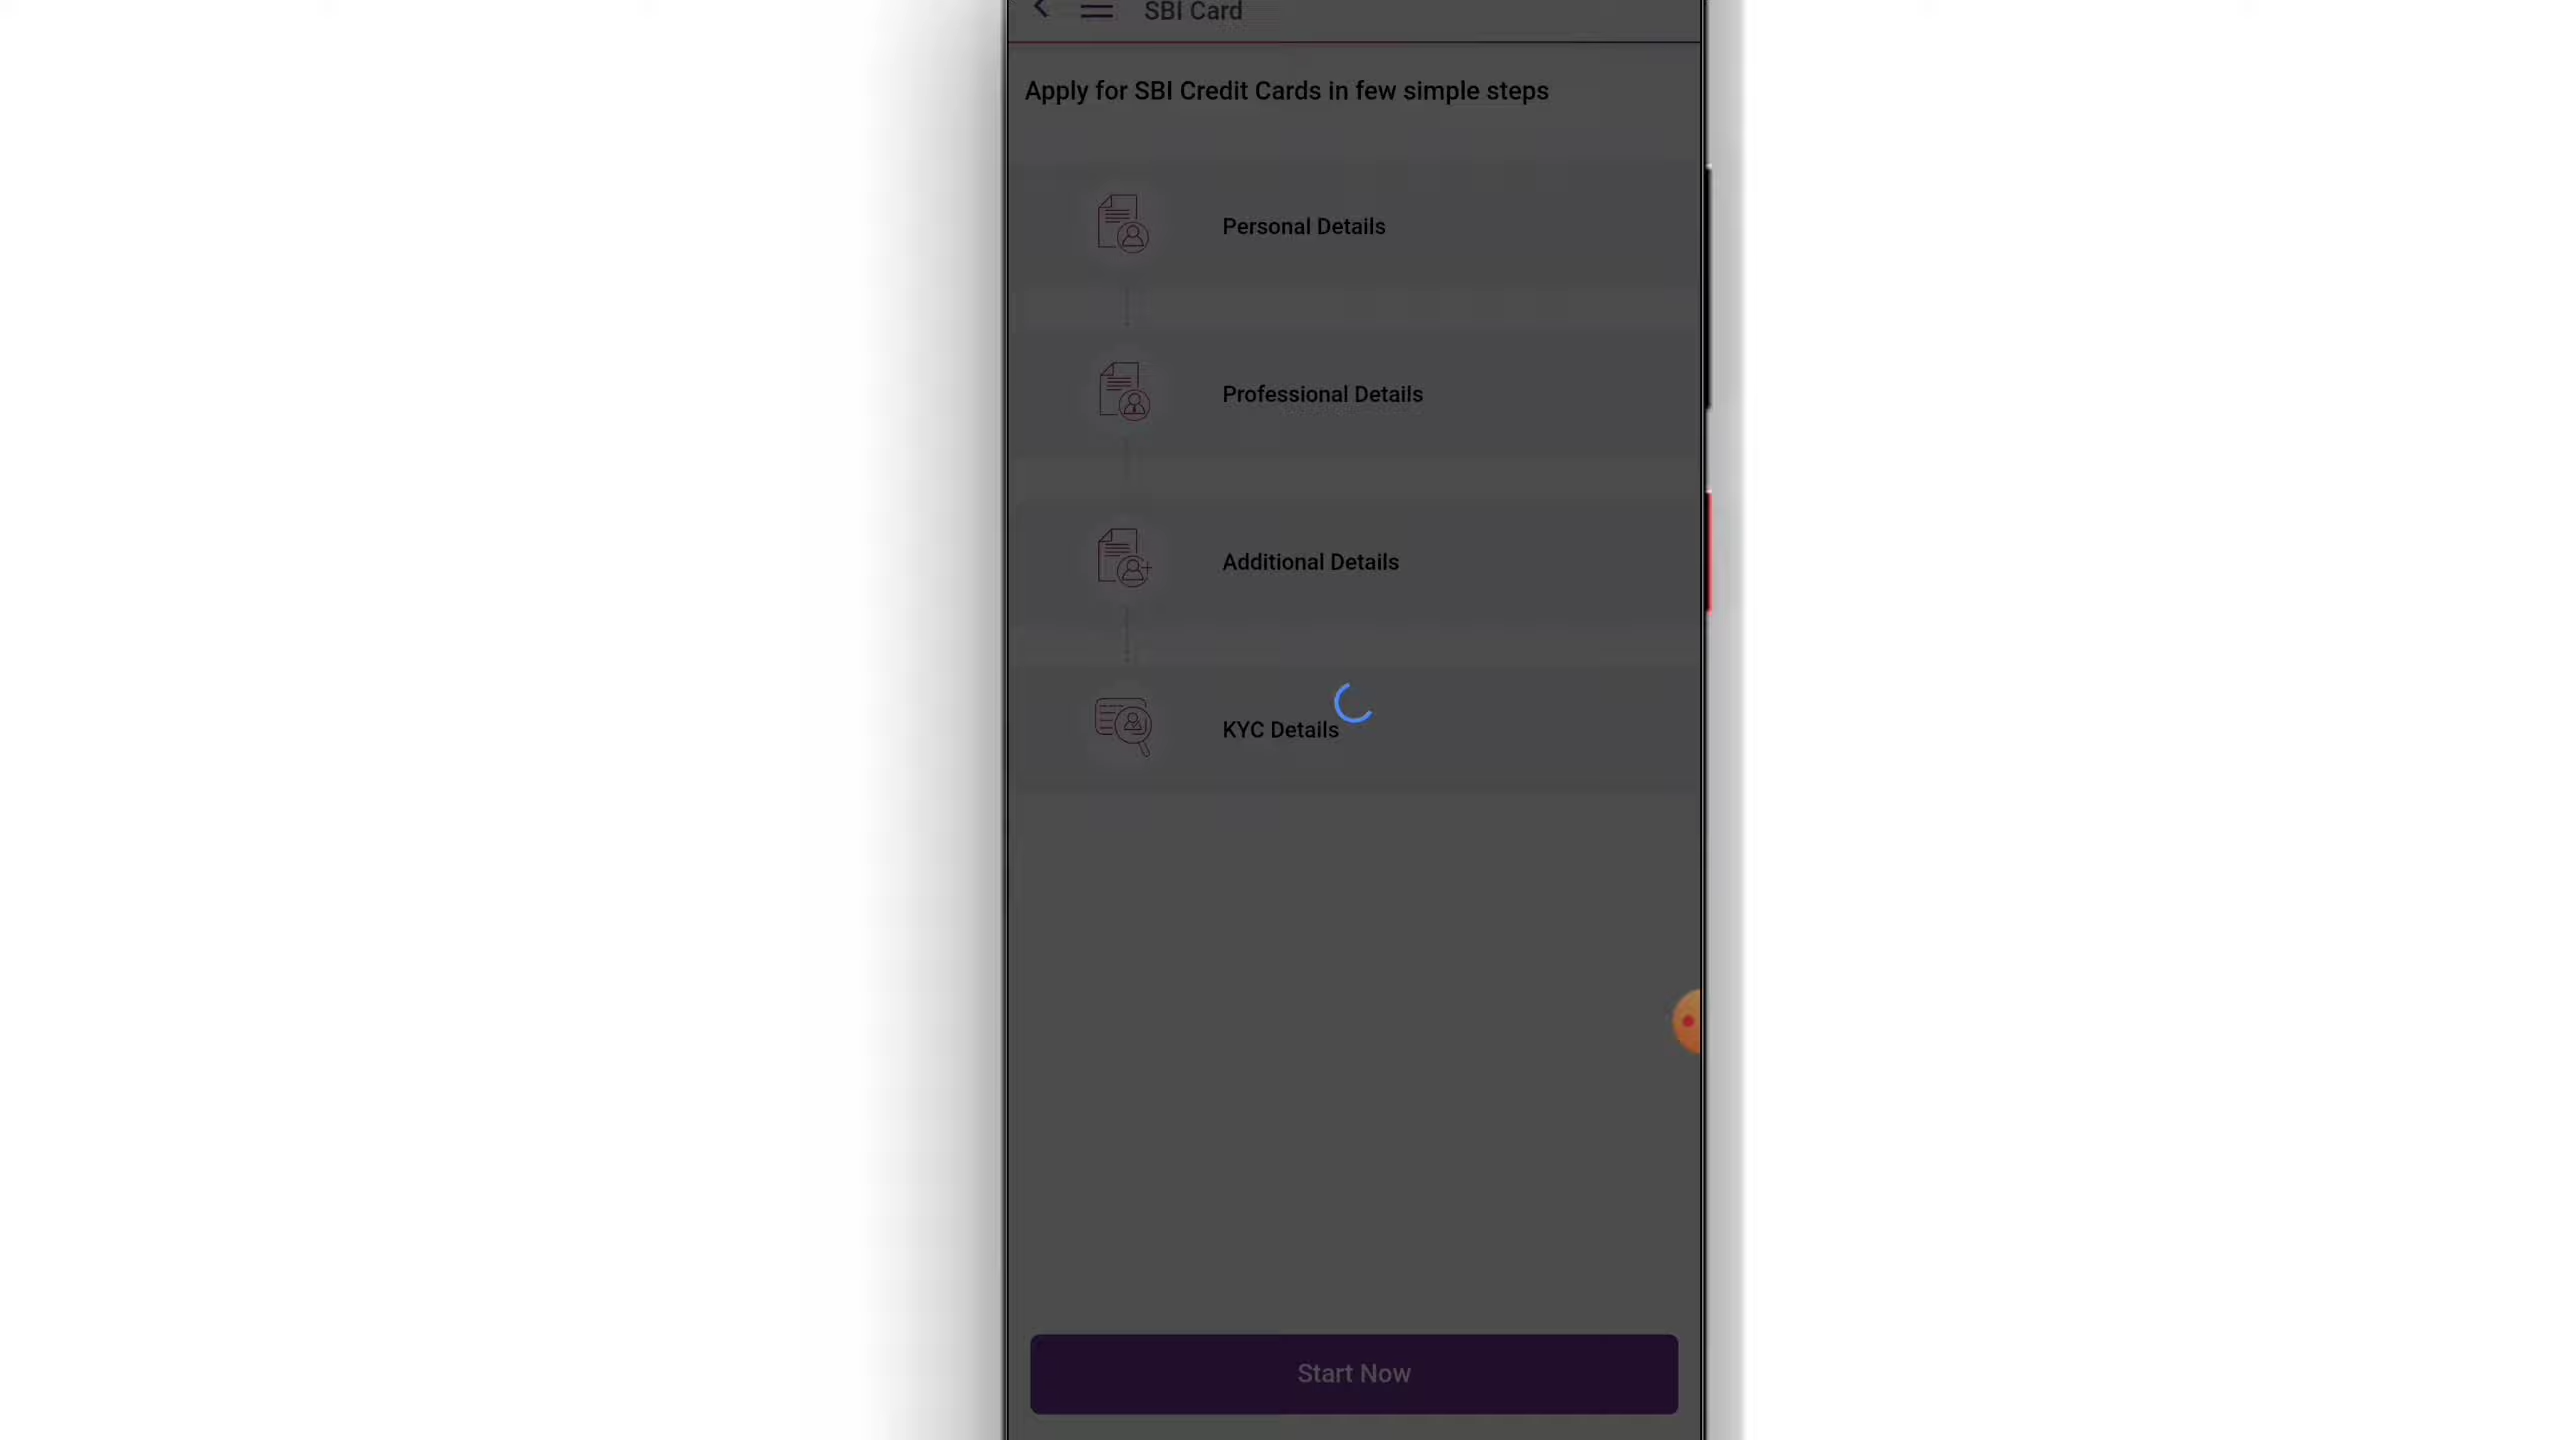 SBI Card
Apply for SBI Credit Cards in few simple steps
Personal Details
Professional Details
Additional Details
KYC Details
Start Now